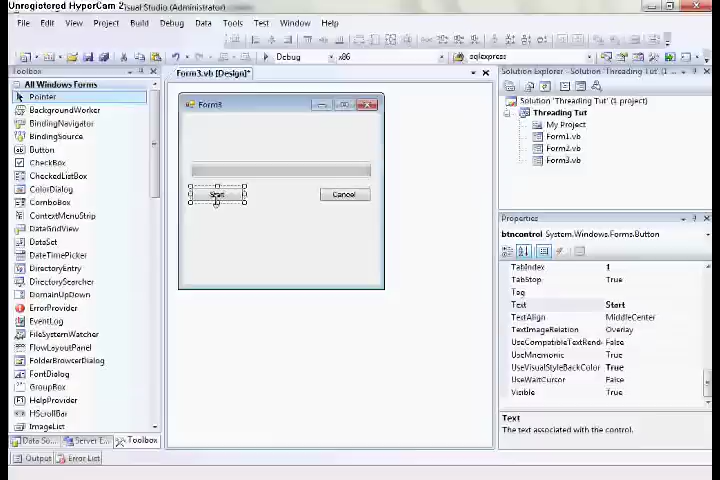 Unregistered HyperCam 2
Visual Studio (Administrator)
File Edit View Project Build Debug Data Tools Test Window Help
Debug x86 sqlexpress
Toolbox
All Windows Forms
Pointer
BackgroundWorker
BindingNavigator
BindingSource
Button
CheckBox
CheckedListBox
ColorDialog
ComboBox
ContextMenuStrip
DataGridView
DataSet
DateTimePicker
DirectoryEntry
DirectorySearcher
DomainUpDown
ErrorProvider
EventLog
FileSystemWatcher
FlowLayoutPanel
FolderBrowserDialog
FontDialog
GroupBox
HelpProvider
HScrollBar
ImageList
Data So... Server E... Toolbox
Output Error List
Form3.vb [Design]*
Form3
Start Cancel
Solution Explorer - Solution 'Threading Tut...
Solution 'Threading Tut' (1 project)
Threading Tut
My Project
Form1.vb
Form2.vb
Form3.vb
Properties
btncontrol System.Windows.Forms.Button
TabIndex 1
TabStop True
Tag
Text Start
TextAlign MiddleCenter
TextImageRelation Overlay
UseCompatibleTextRend False
UseMnemonic True
UseVisualStyleBackColor True
UseWaitCursor False
Visible True
Text
The text associated with the control.